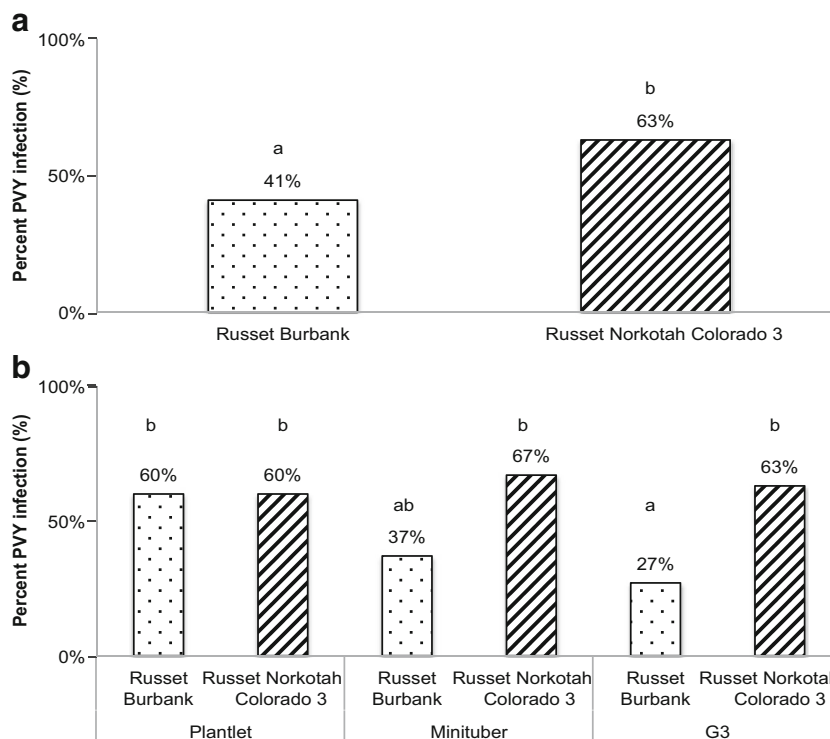 a
100%
Percent PVY infection (%)
b
63%
a
50%
41%
0%
Russet Burbank
Russet Norkotah Colorado 3
b
100%
Percent PVY infection (%)
b
b
b
b
60%
60%
67%
63%
ab
a
50%
37%
27%
0%
Russet
Burbank
Russet Norkotah
Colorado 3
Russet
Burbank
Russet Norkotah
Colorado 3
Russet
Burbank
Russet Norkotah
Colorado 3
Plantlet
Minituber
G3